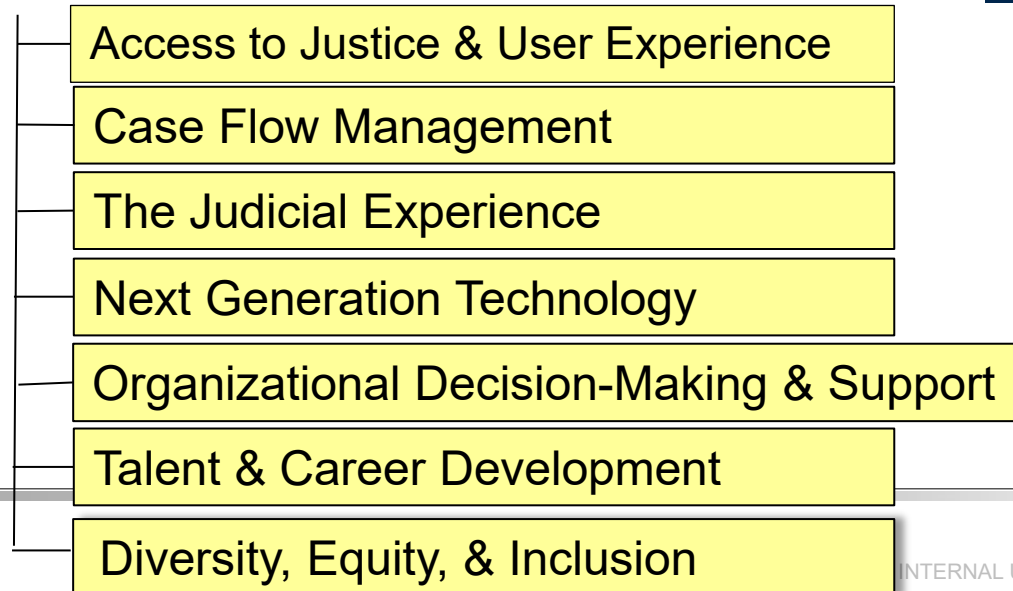 Access to Justice & User Experience
Case Flow Management
The Judicial Experience
Next Generation Technology
Organizational Decision-Making & Support
Talent & Career Development
Diversity, Equity, & Inclusion
INTERNAL